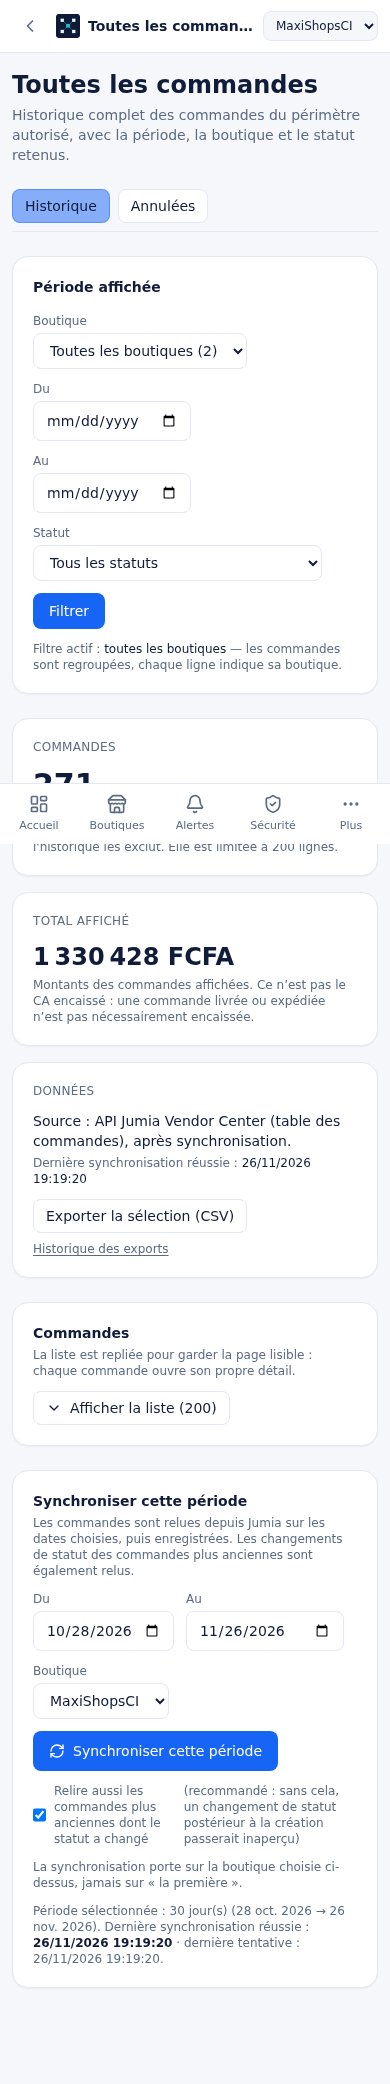 Toutes les comman…
MaxiShopsCI
Toutes les commandes
Historique complet des commandes du périmètre
autorisé, avec la période, la boutique et le statut
retenus.
Historique
Annulées
Période affichée
Boutique
Toutes les boutiques (2)
Du
mm/dd/yyyy
Au
mm/dd/yyyy
Statut
Tous les statuts
Filtrer
Filtre actif : toutes les boutiques — les commandes
sont regroupées, chaque ligne indique sa boutique.
COMMANDES
271
Accueil
Boutiques
Alertes
Sécurité
Plus
l’historique les exclut. Elle est limitée à 200 lignes.
TOTAL AFFICHÉ
1 330 428 FCFA
Montants des commandes affichées. Ce n’est pas le
CA encaissé : une commande livrée ou expédiée
n’est pas nécessairement encaissée.
DONNÉES
Source : API Jumia Vendor Center (table des
commandes), après synchronisation.
Dernière synchronisation réussie : 26/11/2026
19:19:20
Exporter la sélection (CSV)
Historique des exports
Commandes
La liste est repliée pour garder la page lisible :
chaque commande ouvre son propre détail.
Afficher la liste (200)
Synchroniser cette période
Les commandes sont relues depuis Jumia sur les
dates choisies, puis enregistrées. Les changements
de statut des commandes plus anciennes sont
également relus.
Du
Au
10/28/2026
11/26/2026
Boutique
MaxiShopsCI
Synchroniser cette période
Relire aussi les
commandes plus
anciennes dont le
statut a changé
(recommandé : sans cela,
un changement de statut
postérieur à la création
passerait inaperçu)
La synchronisation porte sur la boutique choisie ci-
dessus, jamais sur « la première ».
Période sélectionnée : 30 jour(s) (28 oct. 2026 → 26
nov. 2026). Dernière synchronisation réussie :
26/11/2026 19:19:20 · dernière tentative :
26/11/2026 19:19:20.